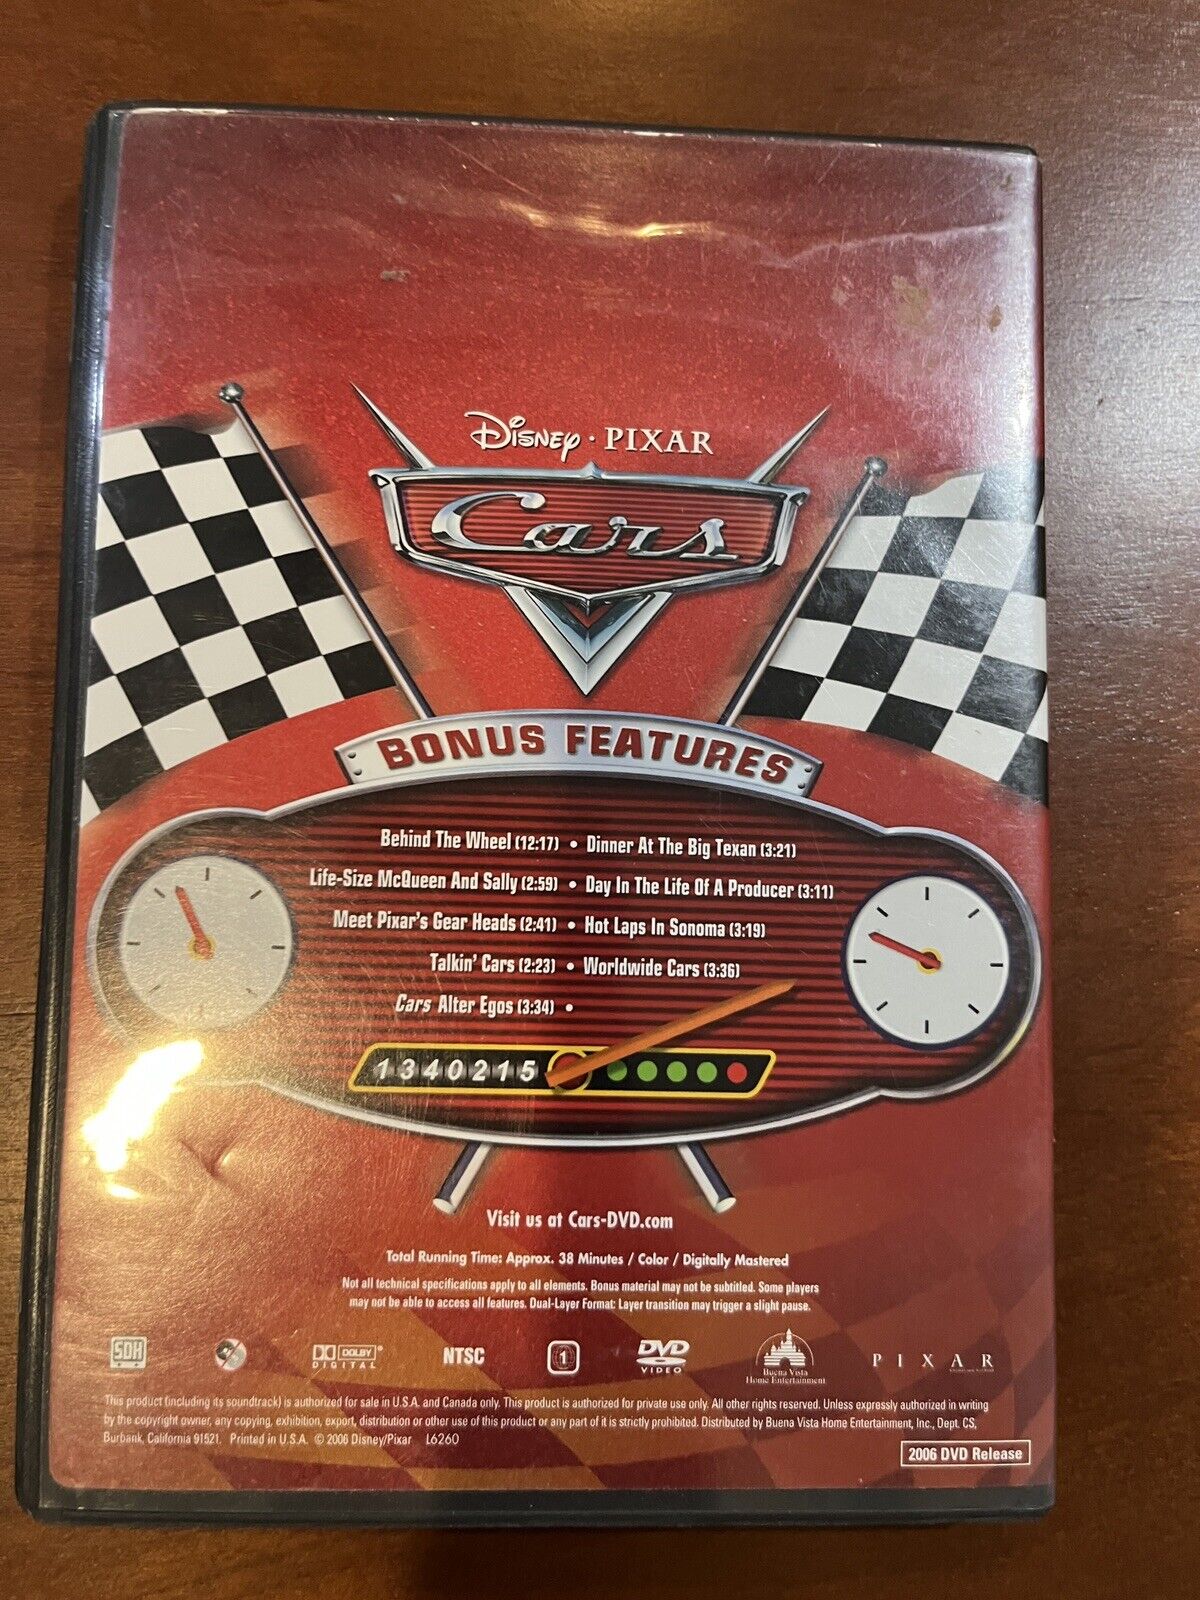 Disney · PIXAR
Cars
BONUS FEATURES
Behind The Wheel (12:17) • Dinner At The Big Texan (3:21)
Life-Size McQueen And Sally (2:59) • Day In The Life Of A Producer (3:11)
Meet Pixar's Gear Heads (2:41) • Hot Laps In Sonoma (3:19)
Talkin' Cars (2:23) • Worldwide Cars (3:36)
Cars Alter Egos (3:34) •
1340215
Visit us at Cars-DVD.com
Total Running Time: Approx. 38 Minutes / Color / Digitally Mastered
Not all technical specifications apply to all elements. Bonus material may not be subtitled. Some players
may not be able to access all features. Dual-Layer Format: Layer transition may trigger a slight pause.
SDH
DOLBY
DIGITAL
NTSC
1
DVD
VIDEO
Buena Vista
Home Entertainment
PIXAR
This product (including its soundtrack) is authorized for sale in U.S.A. and Canada only. This product is authorized for private use only. All other rights reserved. Unless expressly authorized in writing
by the copyright owner, any copying, exhibition, export, distribution or other use of this product or any part of it is strictly prohibited. Distributed by Buena Vista Home Entertainment, Inc., Dept. CS,
Burbank, California 91521. Printed in U.S.A. © 2006 Disney/Pixar L6260
2006 DVD Release